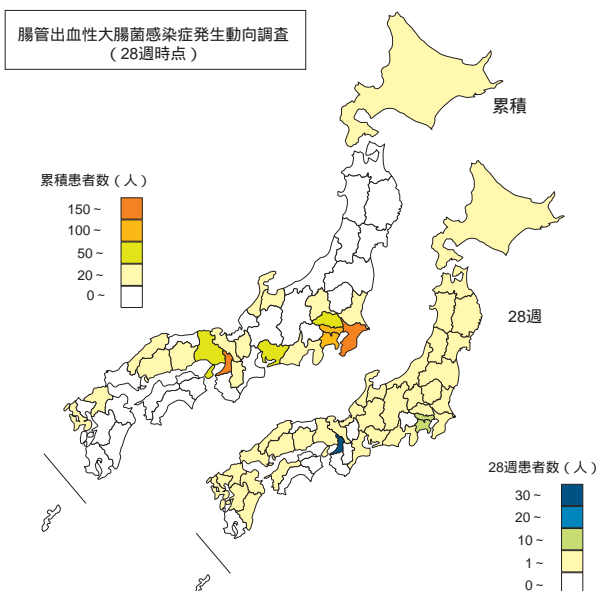 腸管出血性大腸菌感染症発生動向調査
（28週時点）
累積
累積患者数（人）
150～
100～
50～
20～
0～
28週
28週患者数（人）
30～
20～
10～
1～
0～